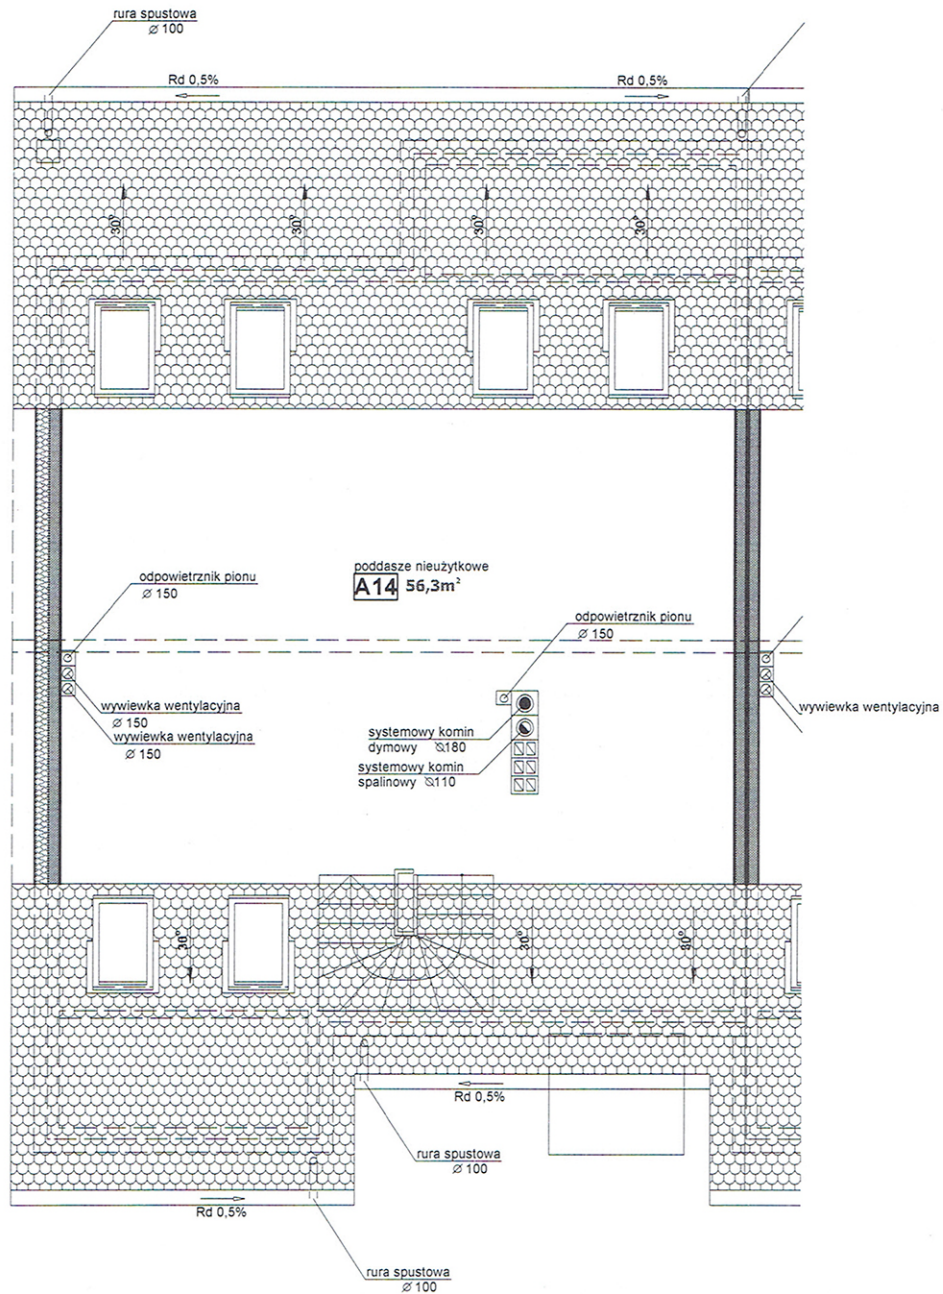 rura spustowa
Ø 100
Rd 0,5%
Rd 0,5%
30°
30°
30°
30°
poddasze nieużytkowe
A14 56,3m²
odpowietrznik pionu
Ø 150
odpowietrznik pionu
Ø 150
wywiewka wentylacyjna
Ø 150
wywiewka wentylacyjna
Ø 150
wywiewka wentylacyjna
systemowy komin
dymowy Ø180
systemowy komin
spalinowy Ø110
30°
30°
30°
Rd 0,5%
rura spustowa
Ø 100
Rd 0,5%
rura spustowa
Ø 100